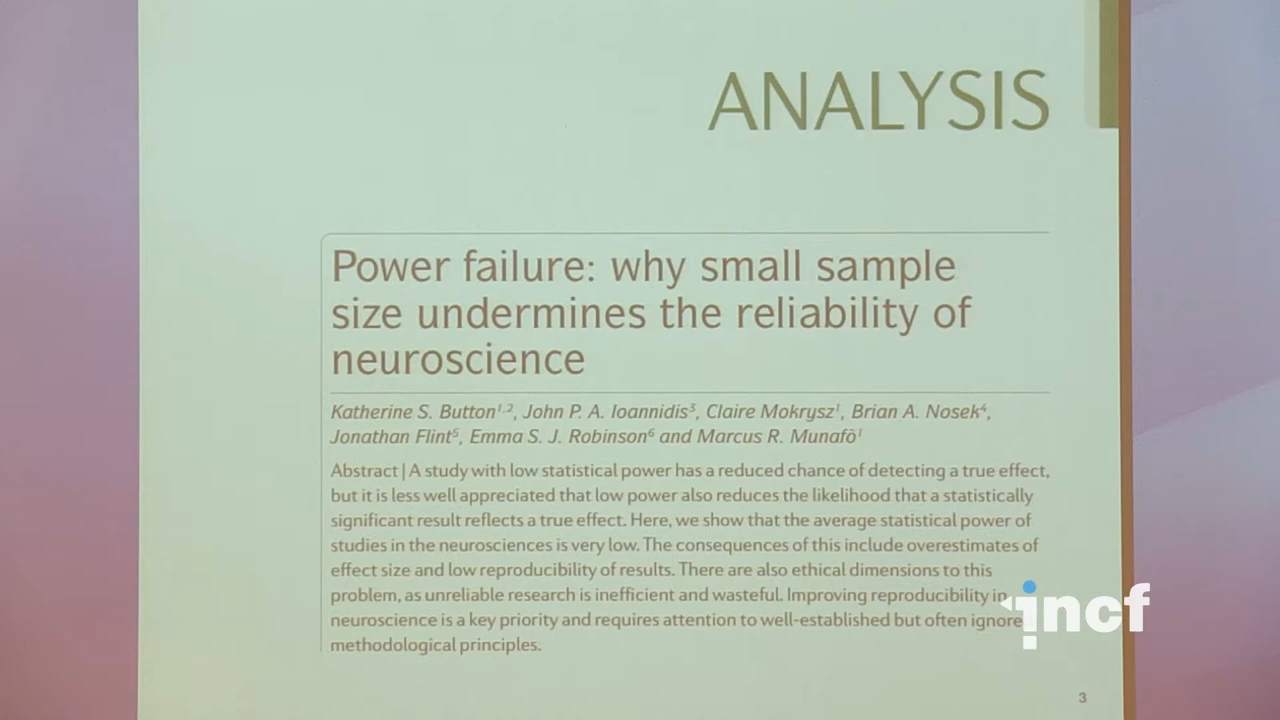 ANALYSIS
Power failure: why small sample
size undermines the reliability of
neuroscience
Katherine S. Button1,2, John P. A. Ioannidis3, Claire Mokrysz1, Brian A. Nosek4,
Jonathan Flint5, Emma S. J. Robinson6 and Marcus R. Munafò1
Abstract | A study with low statistical power has a reduced chance of detecting a true effect,
but it is less well appreciated that low power also reduces the likelihood that a statistically
significant result reflects a true effect. Here, we show that the average statistical power of
studies in the neurosciences is very low. The consequences of this include overestimates of
effect size and low reproducibility of results. There are also ethical dimensions to this
problem, as unreliable research is inefficient and wasteful. Improving reproducibility in
neuroscience is a key priority and requires attention to well-established but often ignore
methodological principles.
incf
3